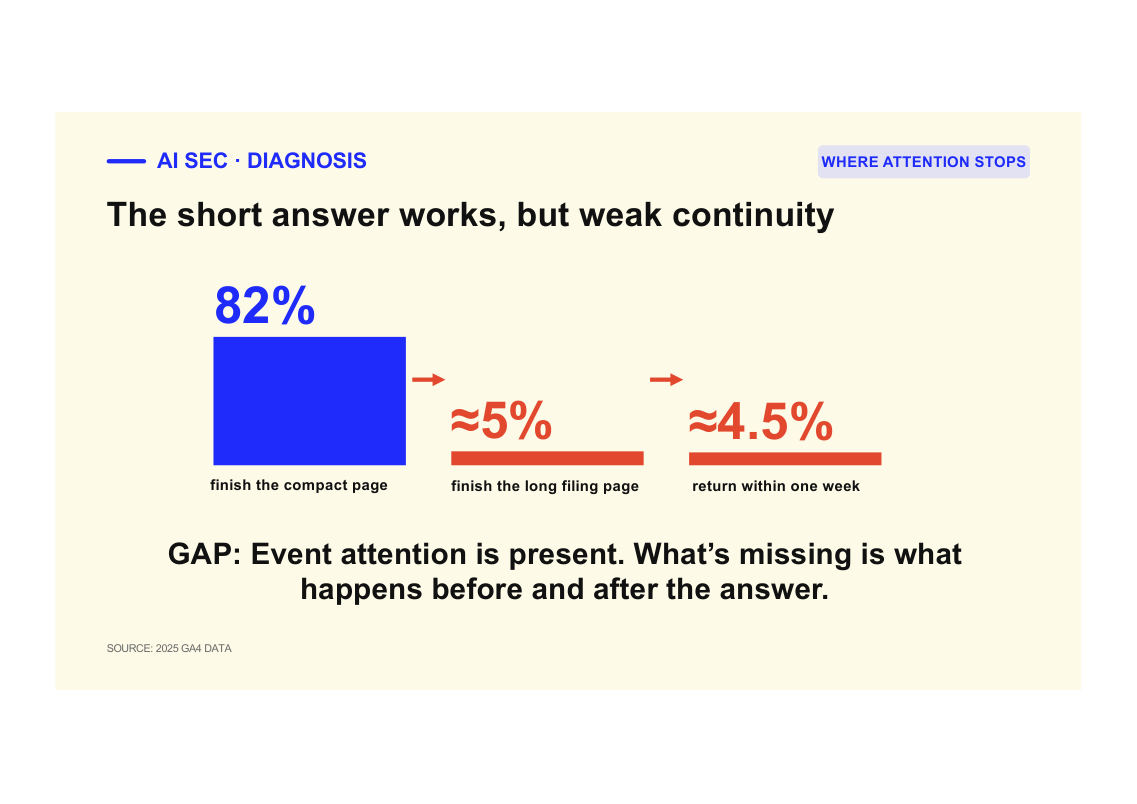 AI SEC · DIAGNOSIS
WHERE ATTENTION STOPS
The short answer works, but weak continuity
82%
≈5%
≈4.5%
finish the compact page
finish the long filing page
return within one week
GAP: Event attention is present. What’s missing is what
happens before and after the answer.
SOURCE: 2025 GA4 DATA